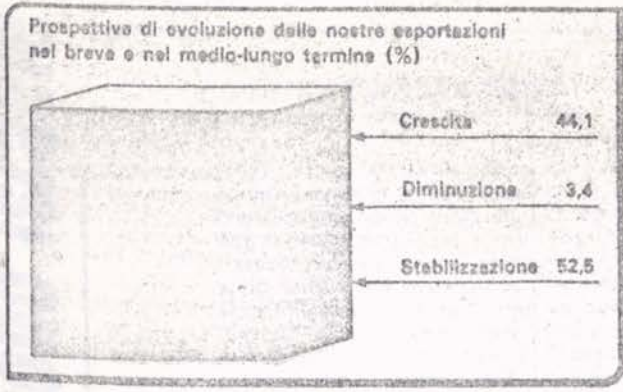 Prospettive di evoluzione delle nostre esportazioni
nel breve e nel medio-lungo termine (%)
Crescita 44,1
Diminuzione 3,4
Stabilizzazione 52,5